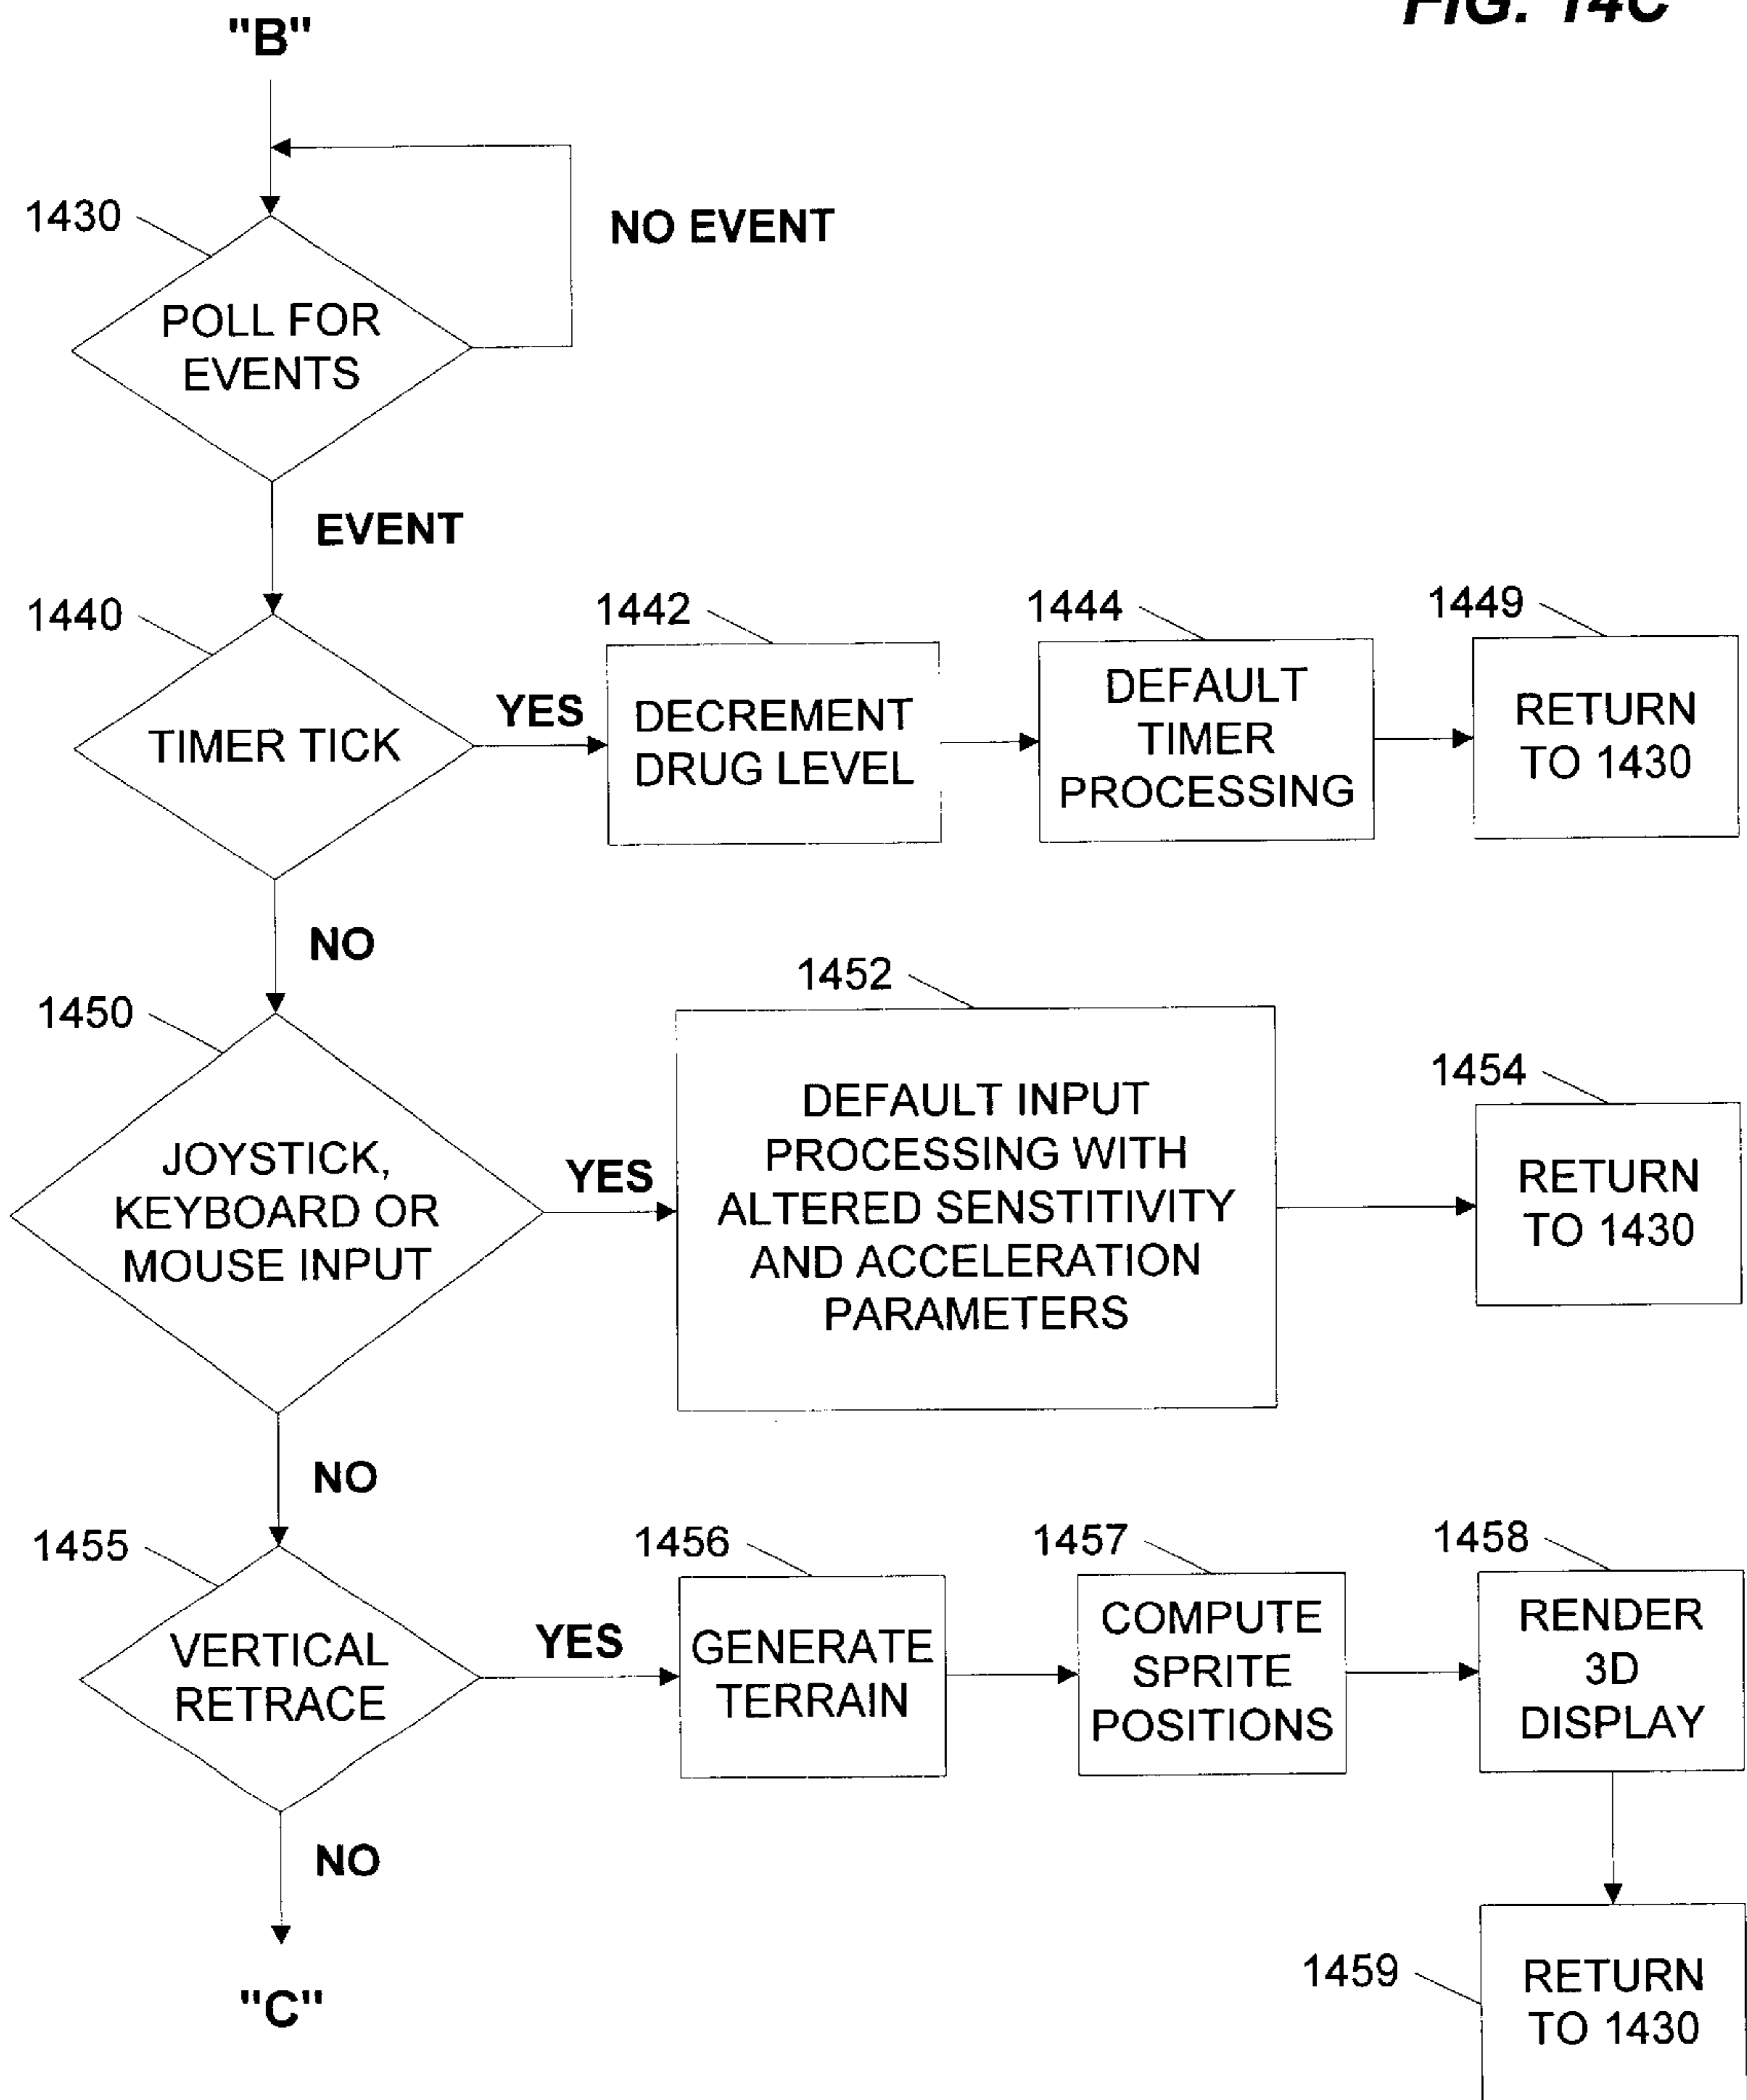 FIG. 14C
"B"
1430
NO EVENT
POLL FOR
EVENTS
EVENT
1440
TIMER TICK
YES
1442
DECREMENT
DRUG LEVEL
1444
DEFAULT
TIMER
PROCESSING
1449
RETURN
TO 1430
NO
1450
JOYSTICK,
KEYBOARD OR
MOUSE INPUT
YES
1452
DEFAULT INPUT
PROCESSING WITH
ALTERED SENSTITIVITY
AND ACCELERATION
PARAMETERS
1454
RETURN
TO 1430
NO
1455
VERTICAL
RETRACE
YES
1456
GENERATE
TERRAIN
1457
COMPUTE
SPRITE
POSITIONS
1458
RENDER
3D
DISPLAY
NO
"C"
1459
RETURN
TO 1430